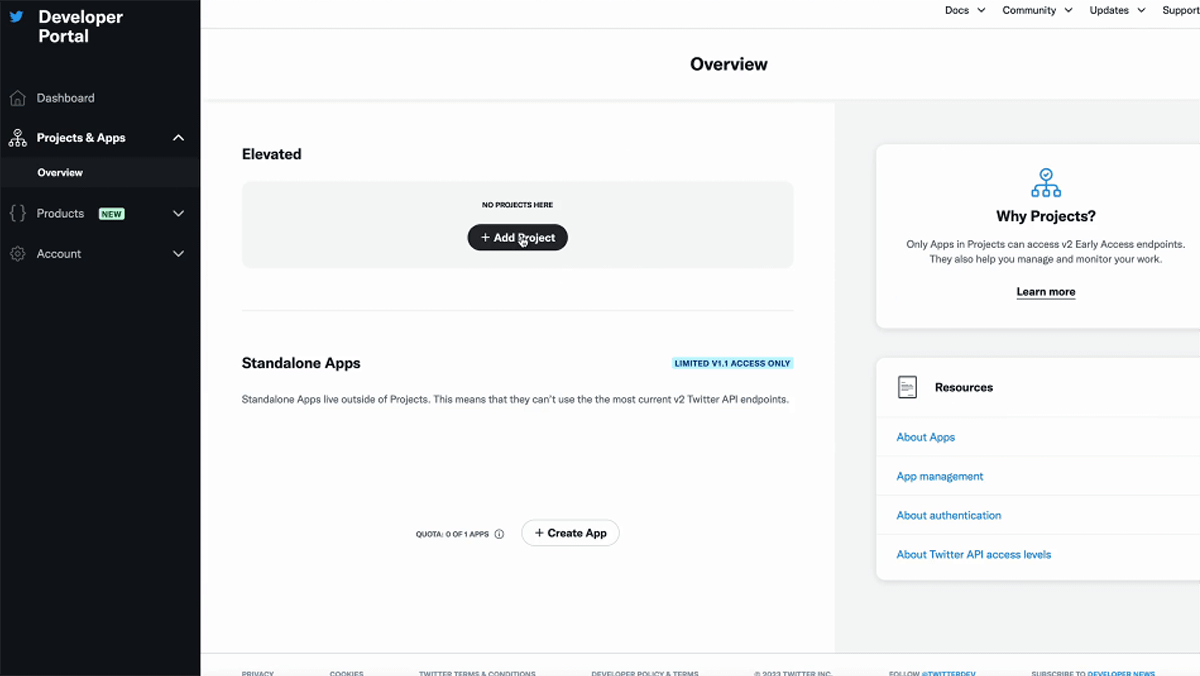 Developer
Portal
Docs
Community
Updates
Support
Overview
Dashboard
Projects & Apps
Overview
Products NEW
Account
Elevated
NO PROJECTS HERE
+ Add Project
Standalone Apps
LIMITED V1.1 ACCESS ONLY
Standalone Apps live outside of Projects. This means that they can't use the the most current v2 Twitter API endpoints.
QUOTA: 0 OF 1 APPS
+ Create App
Why Projects?
Only Apps in Projects can access v2 Early Access endpoints.
They also help you manage and monitor your work.
Learn more
Resources
About Apps
App management
About authentication
About Twitter API access levels
PRIVACY
COOKIES
TWITTER TERMS & CONDITIONS
DEVELOPER POLICY & TERMS
© 2023 TWITTER INC.
FOLLOW @TWITTERDEV
SUBSCRIBE TO DEVELOPER NEWS